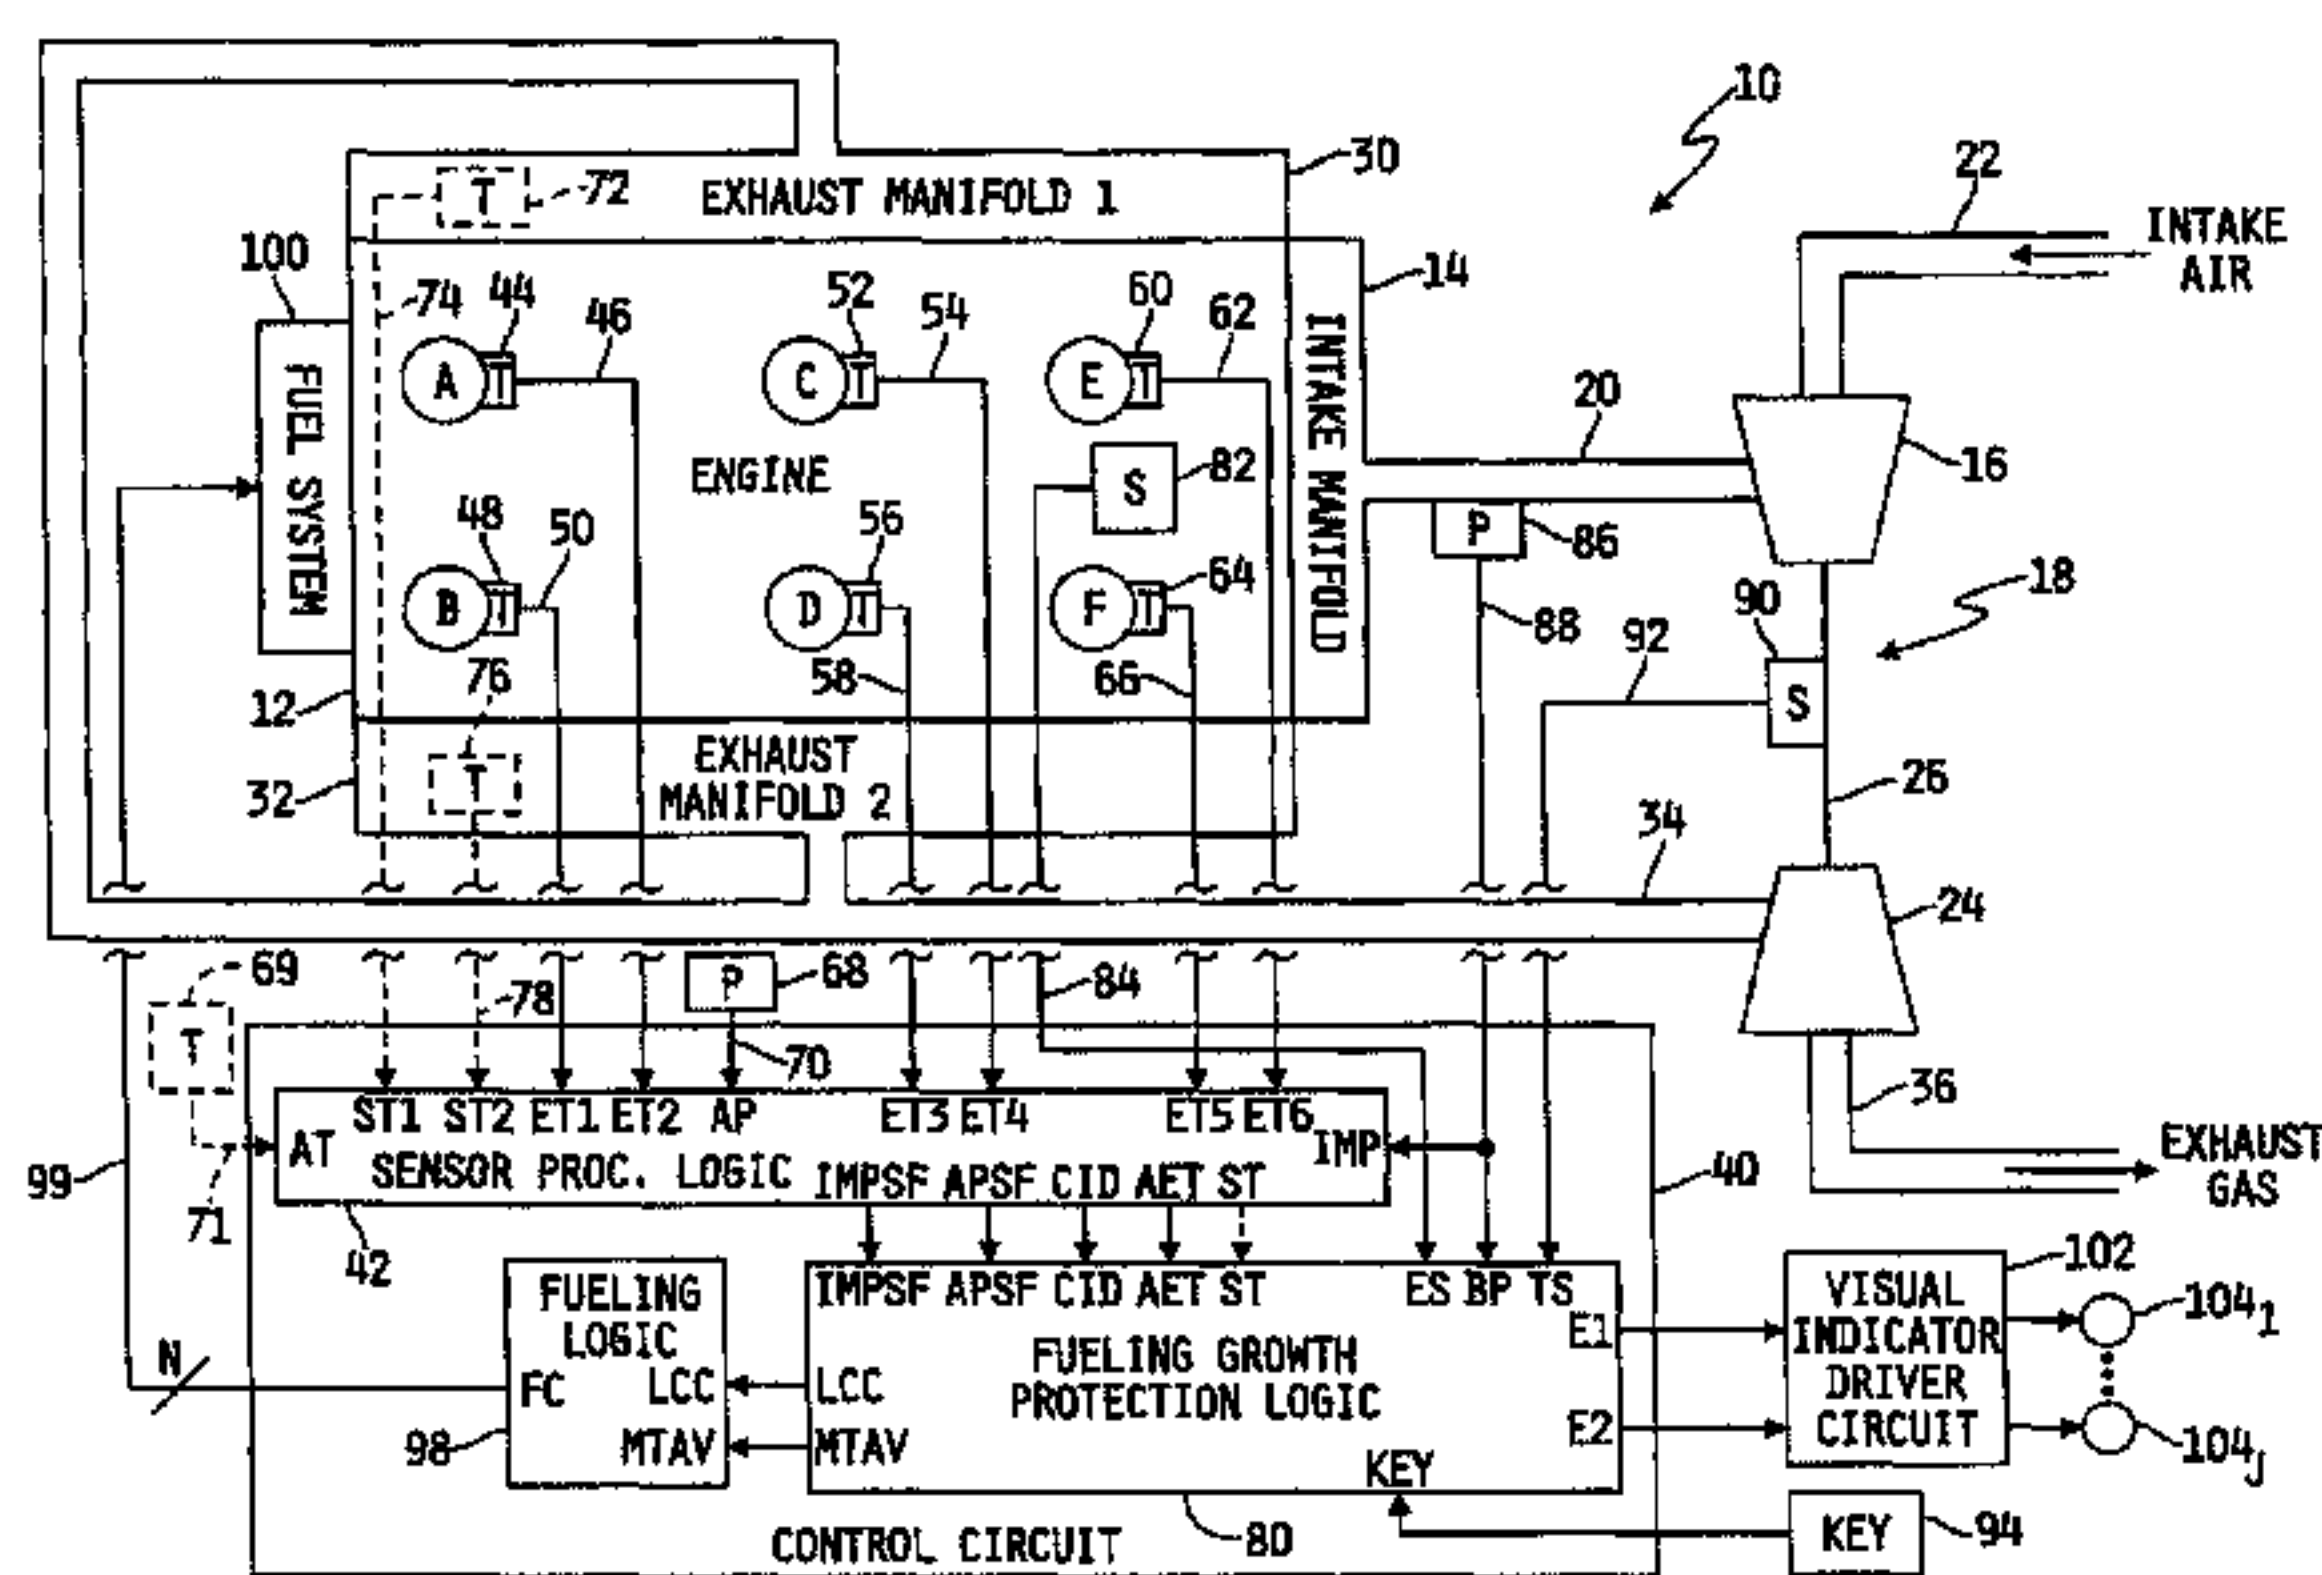 10
22
INTAKE
AIR
30
T
72
EXHAUST MANIFOLD 1
100
74
44
46
52
54
60
62
14
A
T
C
T
E
T
FUEL SYSTEM
ENGINE
S
82
INTAKE MANIFOLD
20
16
P
86
48
50
56
64
B
T
D
T
F
T
88
90
18
92
S
76
58
66
12
32
T
EXHAUST
MANIFOLD 2
26
34
24
69
T
78
P
68
84
70
36
EXHAUST
GAS
ST1 ST2 ET1 ET2 AP ET3 ET4 ET5 ET6
AT
IMP
SENSOR PROC. LOGIC
IMPSF APSF CID AET ST
99
71
42
40
FUELING
LOGIC
FC
LCC
MTAV
98
N
IMPSF APSF CID AET ST ES BP TS
E1
FUELING GROWTH
PROTECTION LOGIC
LCC
MTAV
E2
KEY
80
VISUAL
INDICATOR
DRIVER
CIRCUIT
102
104₁
104J
KEY
94
CONTROL CIRCUIT